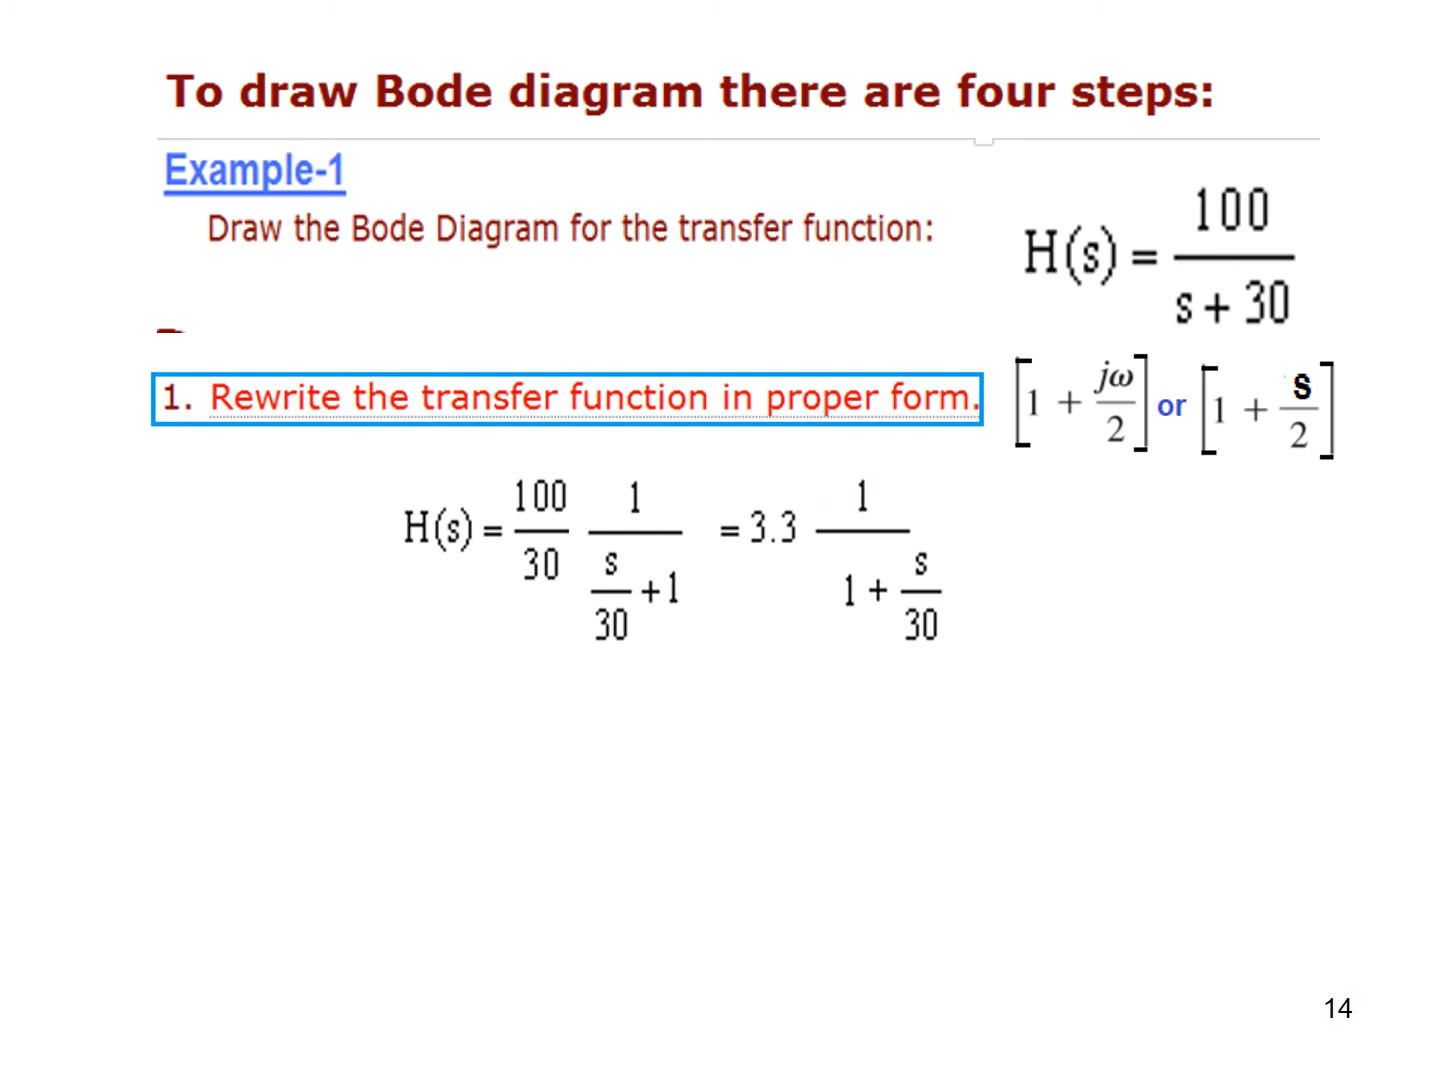 To draw Bode diagram there are four steps:
Example-1
Draw the Bode Diagram for the transfer function:
H(s) = 100 / (s + 30)
1. Rewrite the transfer function in proper form.
[1 + jω/2] or [1 + s/2]
H(s) = 100/30 1/(s/30 + 1) = 3.3 1/(1 + s/30)
14